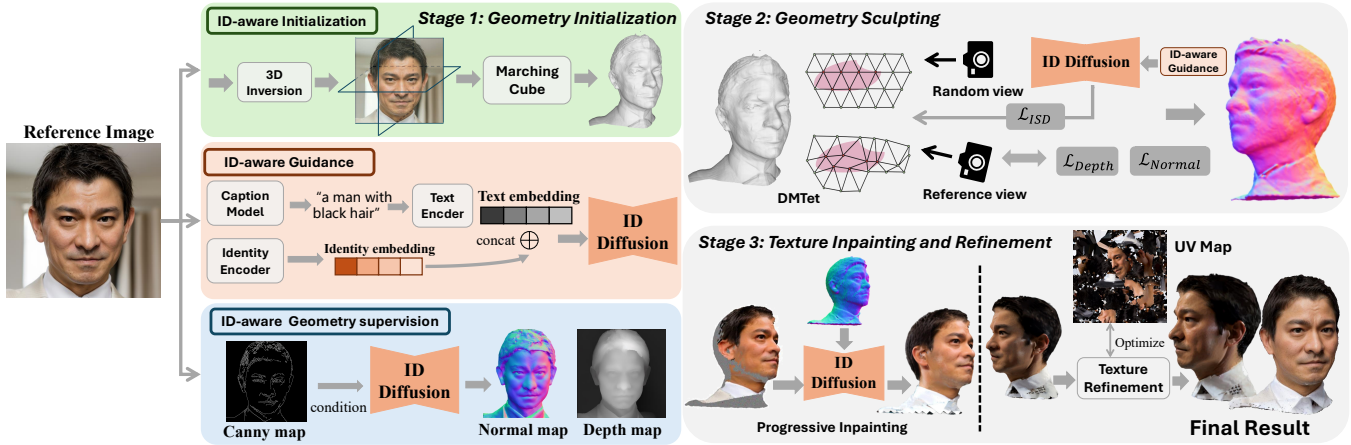 Reference Image
ID-aware Initialization
Stage 1: Geometry Initialization
3D
Inversion
Marching
Cube
ID-aware Guidance
Caption
Model
“a man with
black hair”
Text
Encder
Text embedding
Identity
Encoder
Identity embedding
concat
ID
Diffusion
ID-aware Geometry supervision
Canny map
condition
ID
Diffusion
Normal map
Depth map
Stage 2: Geometry Sculpting
DMTet
Random view
ID Diffusion
ID-aware
Guidance
ℒ_ISD
Reference view
ℒ_Depth
ℒ_Normal
Stage 3: Texture Inpainting and Refinement
ID
Diffusion
Progressive Inpainting
UV Map
Optimize
Texture
Refinement
Final Result